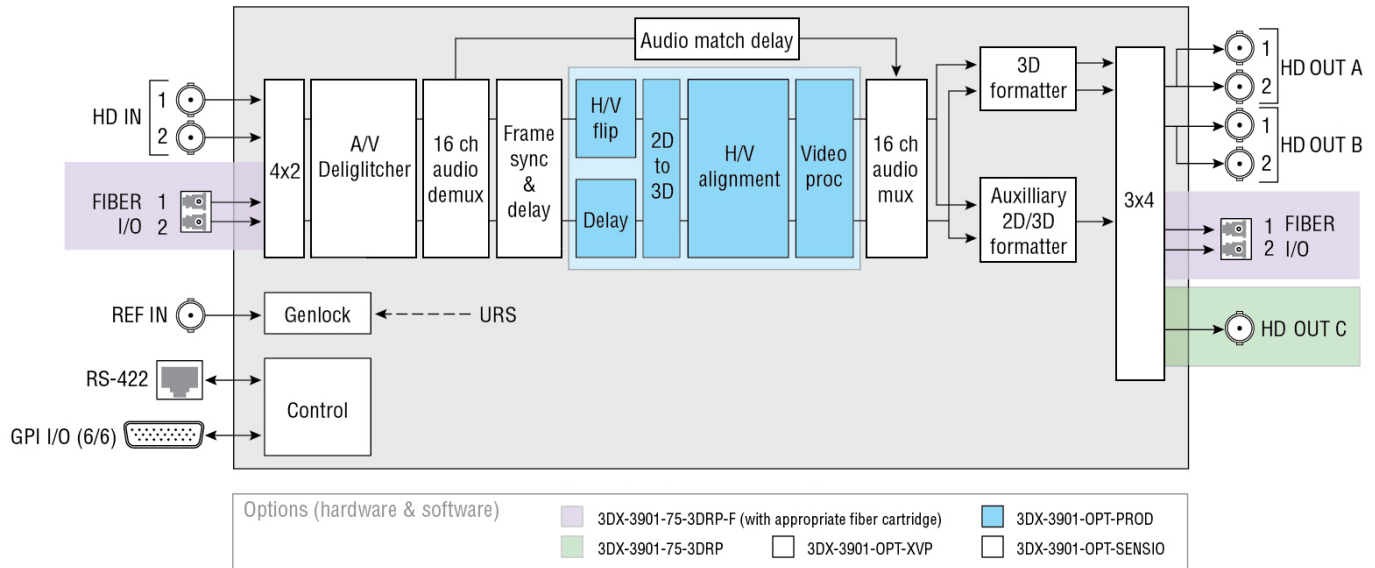 Audio match delay
HD IN
1
2
FIBER
I/O
1
2
4x2
A/V
Deliglitcher
16 ch
audio
demux
Frame
sync
&
delay
H/V
flip
Delay
2D
to
3D
H/V
alignment
Video
proc
16 ch
audio
mux
3D
formatter
Auxilliary
2D/3D
formatter
3x4
1
2
HD OUT A
1
2
HD OUT B
1 FIBER
2 I/O
HD OUT C
REF IN
Genlock
URS
RS-422
GPI I/O (6/6)
Control
Options (hardware & software)
3DX-3901-75-3DRP-F (with appropriate fiber cartridge)
3DX-3901-OPT-PROD
3DX-3901-75-3DRP
3DX-3901-OPT-XVP
3DX-3901-OPT-SENSIO